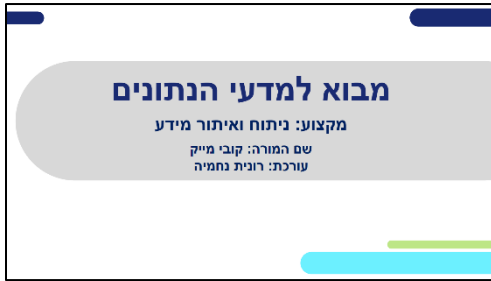 מבוא למדעי הנתונים
מקצוע: ניתוח ואיתור מידע
שם המורה: קובי מייק
עורכת: רונית נחמיה